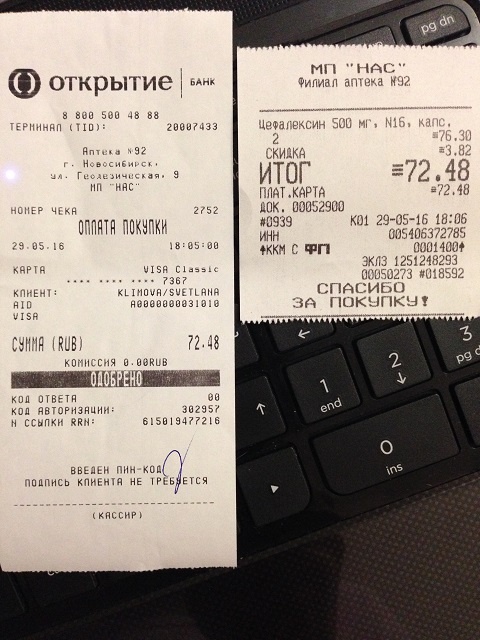 ОТКРЫТИЕ БАНК
8 800 500 48 88
ТЕРМИНАЛ (TID): 20007433
Аптека №92
г. Новосибирск,
ул. Геодезическая, 9
МП "НАС"
НОМЕР ЧЕКА 2752
ОПЛАТА ПОКУПКИ
29.05.16 18:05:00
КАРТА VISA Classic
**** **** **** 7367
КЛИЕНТ: KLIMOVA/SVETLANA
AID A0000000031010
VISA
СУММА (RUB) 72.48
КОМИССИЯ 0.00RUB
ОДОБРЕНО
КОД ОТВЕТА 00
КОД АВТОРИЗАЦИИ: 302957
N ССЫЛКИ RRN: 615019477216
ВВЕДЕН ПИН-КОД
ПОДПИСЬ КЛИЕНТА НЕ ТРЕБУЕТСЯ
(КАССИР)
МП "НАС"
Филиал аптека №92
Цефалексин 500 мг, N16, капс.
2 ≡76.30
СКИДКА ≡3.82
ИТОГ ≡72.48
ПЛАТ.КАРТА ≡72.48
ДОК. 00052900
#0939 К01 29-05-16 18:06
ИНН 005406372785
ККМ С ФП 0001400
ЭКЛЗ 1251248293
00050273 #018592
СПАСИБО
ЗА ПОКУПКУ!
pg dn
1
end
2
3
pg d
0
ins